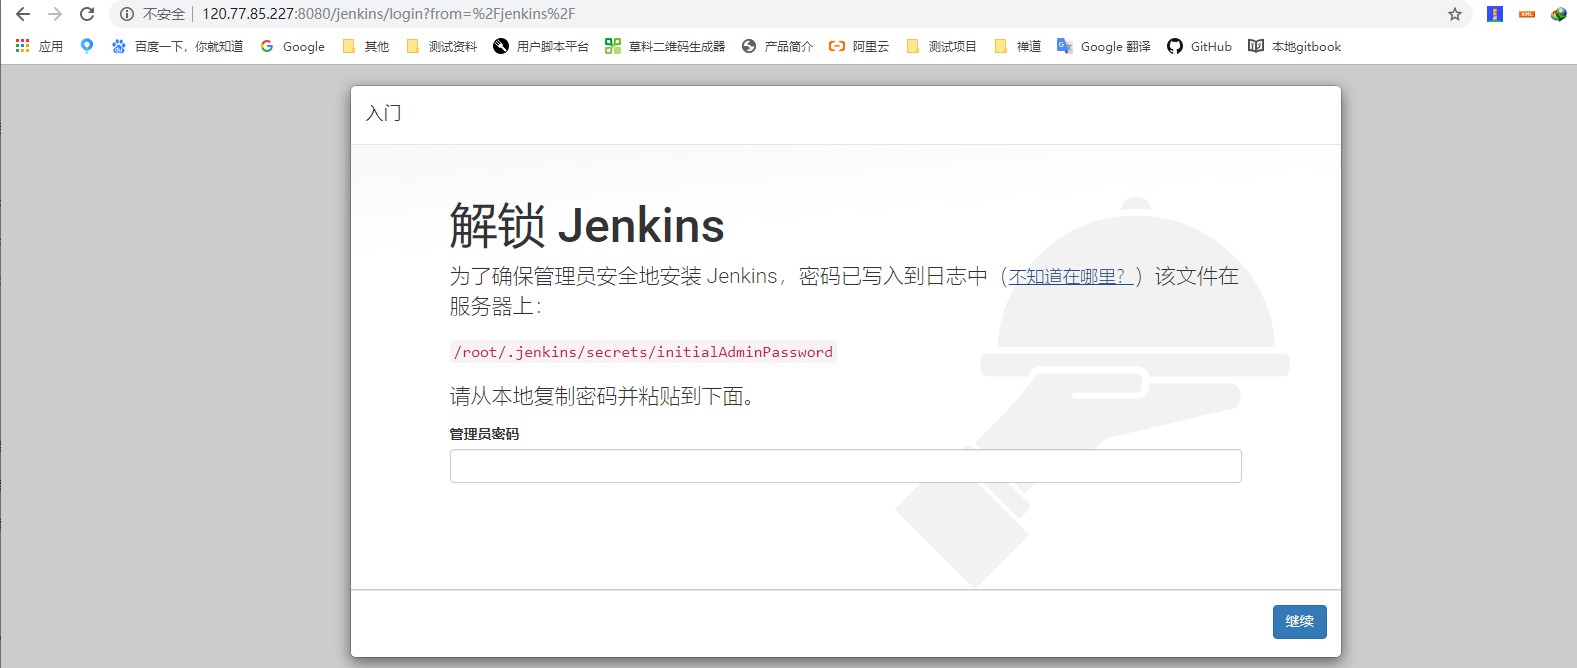 不安全 120.77.85.227:8080/jenkins/login?from=%2Fjenkins%2F
应用 百度一下，你就知道 Google 其他 测试资料 用户脚本平台 草料二维码生成器 产品简介 阿里云 测试项目 禅道 Google 翻译 GitHub 本地gitbook
入门
解锁 Jenkins
为了确保管理员安全地安装 Jenkins，密码已写入到日志中（不知道在哪里？）该文件在
服务器上：
/root/.jenkins/secrets/initialAdminPassword
请从本地复制密码并粘贴到下面。
管理员密码
继续